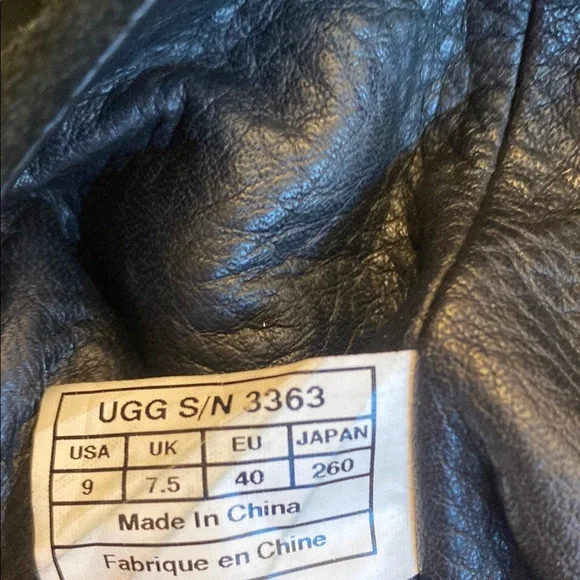 UGG S/N 3363
USA UK EU JAPAN
9 7.5 40 260
Made In China
Fabrique en Chine